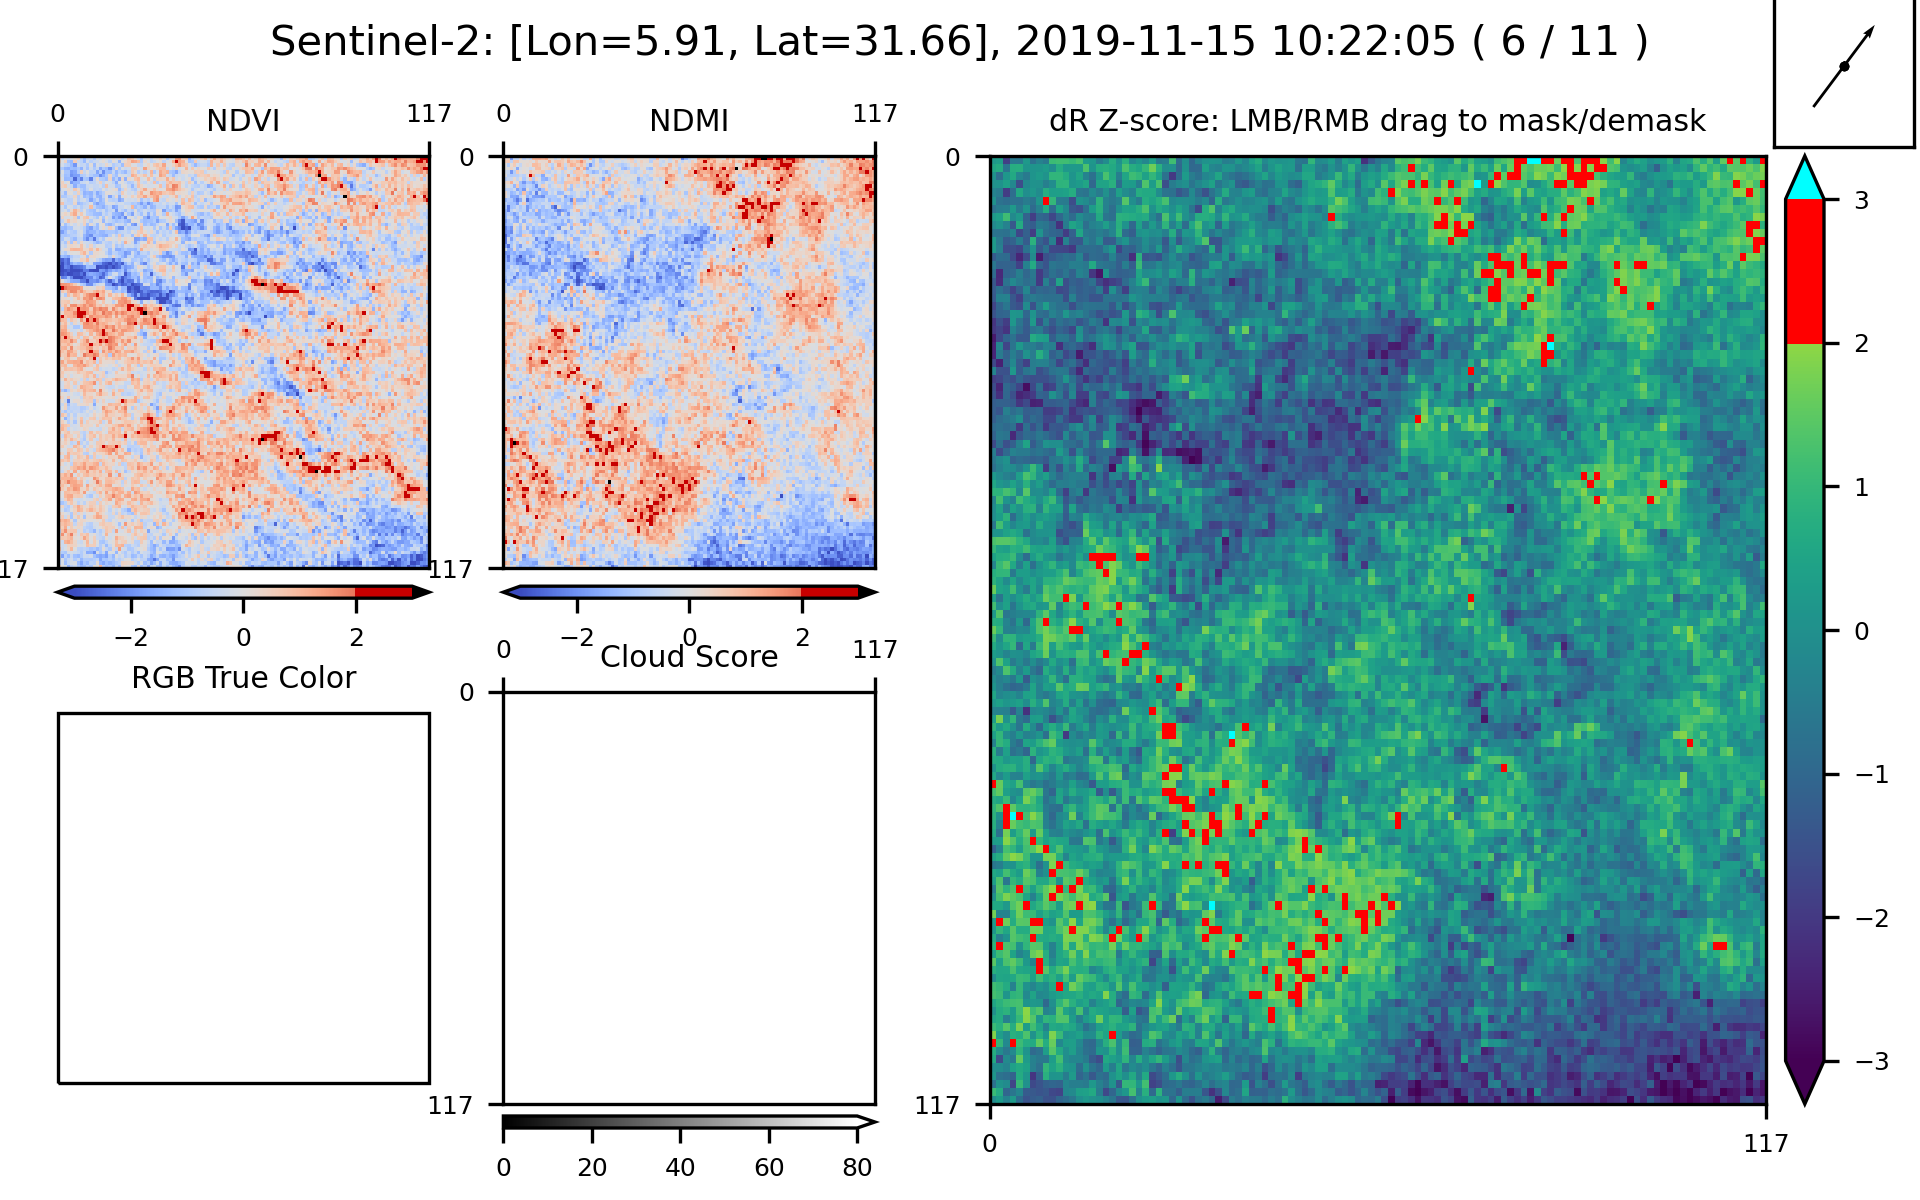 Sentinel-2: [Lon=5.91, Lat=31.66], 2019-11-15 10:22:05 ( 6 / 11 )
0 117 0 117
NDVI NDMI dR Z-score: LMB/RMB drag to mask/demask
0 0 0
3
2
1
0
−1
−2
−3
17 117
−2 0 2 −2 0 2
0 117
RGB True Color Cloud Score
0
117 117
0 117
0 20 40 60 80